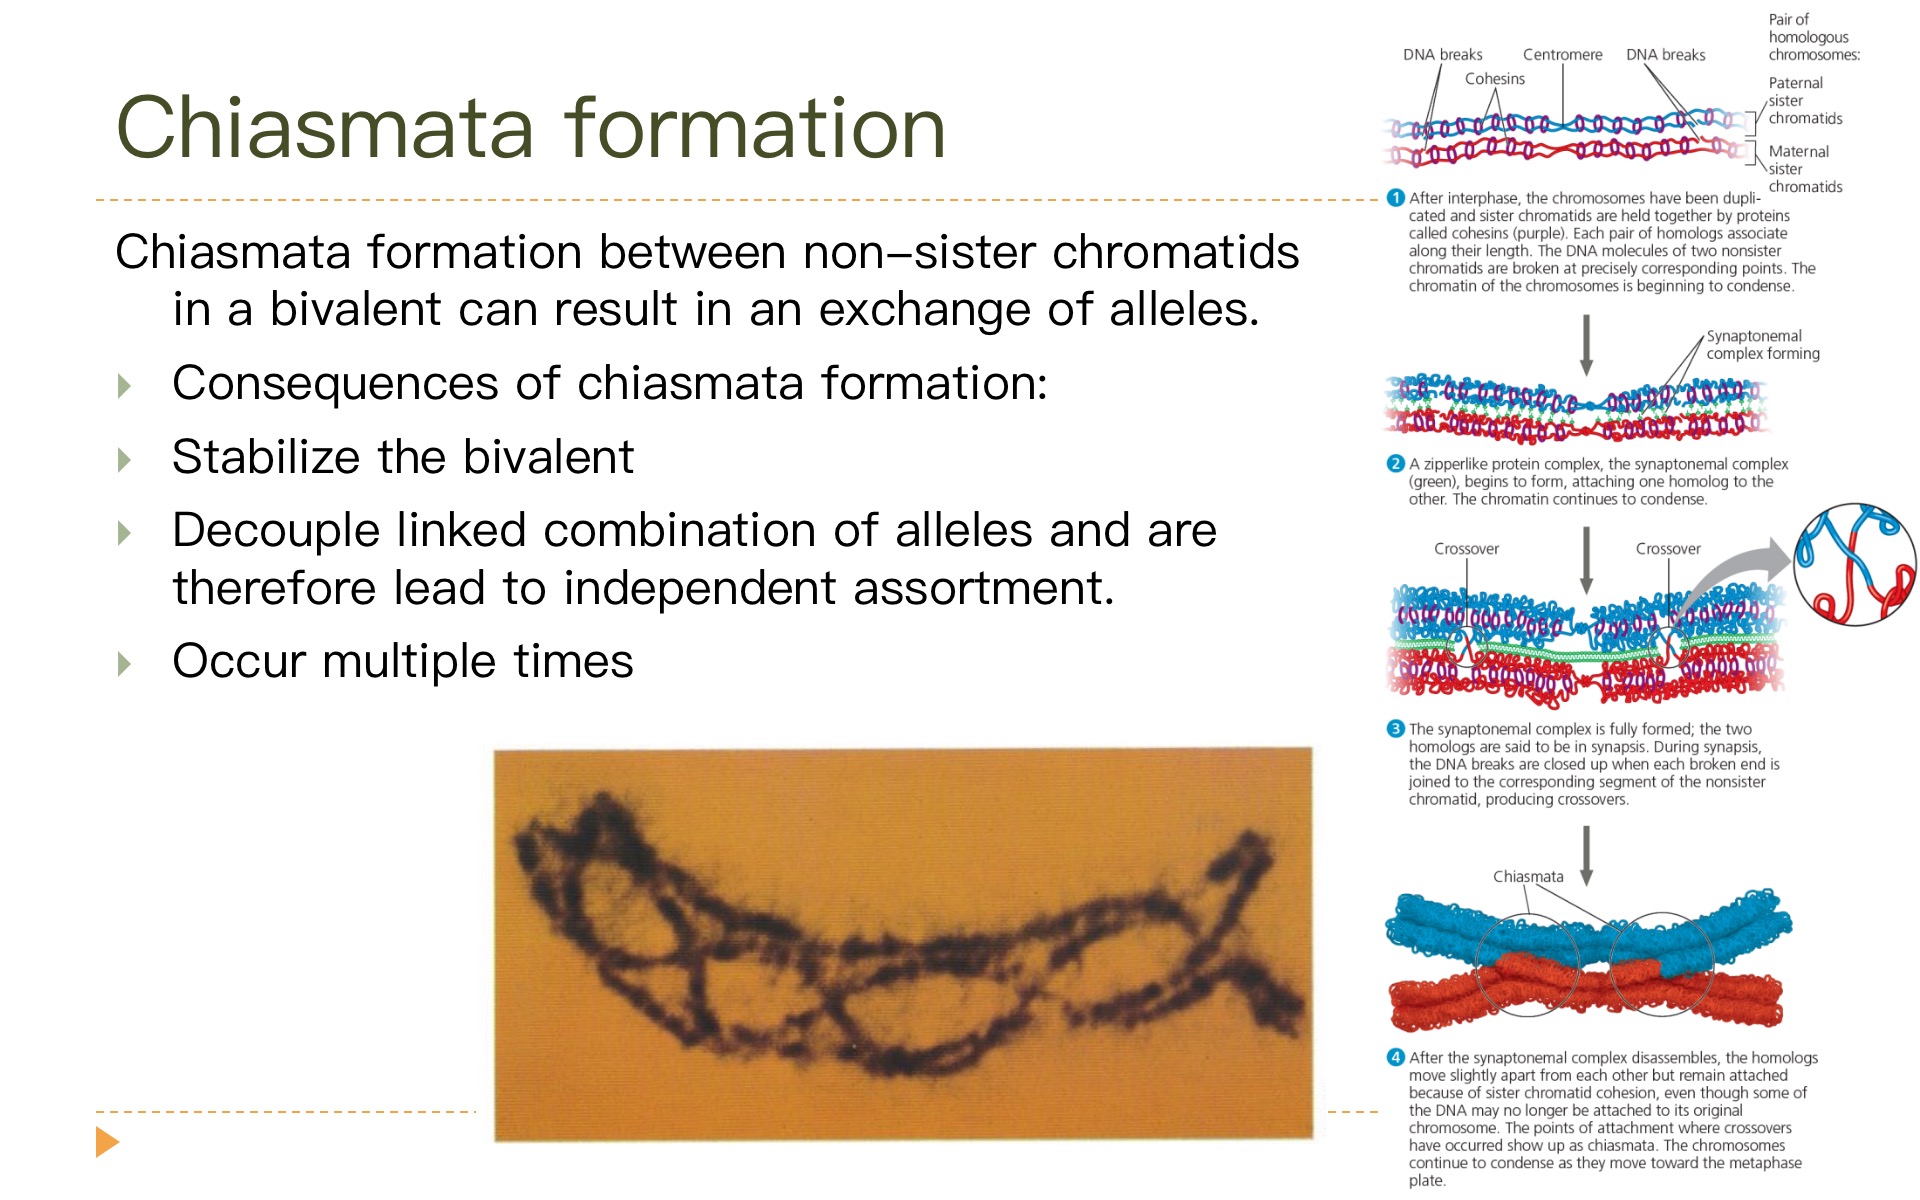 Chiasmata formation
Chiasmata formation between non–sister chromatids
in a bivalent can result in an exchange of alleles.
Consequences of chiasmata formation:
Stabilize the bivalent
Decouple linked combination of alleles and are
therefore lead to independent assortment.
Occur multiple times
Pair of
homologous
chromosomes:
DNA breaks
Centromere
DNA breaks
Cohesins
Paternal
sister
chromatids
Maternal
sister
chromatids
1 After interphase, the chromosomes have been dupli-
cated and sister chromatids are held together by proteins
called cohesins (purple). Each pair of homologs associate
along their length. The DNA molecules of two nonsister
chromatids are broken at precisely corresponding points. The
chromatin of the chromosomes is beginning to condense.
Synaptonemal
complex forming
2 A zipperlike protein complex, the synaptonemal complex
(green), begins to form, attaching one homolog to the
other. The chromatin continues to condense.
Crossover
Crossover
3 The synaptonemal complex is fully formed; the two
homologs are said to be in synapsis. During synapsis,
the DNA breaks are closed up when each broken end is
joined to the corresponding segment of the nonsister
chromatid, producing crossovers.
Chiasmata
4 After the synaptonemal complex disassembles, the homologs
move slightly apart from each other but remain attached
because of sister chromatid cohesion, even though some of
the DNA may no longer be attached to its original
chromosome. The points of attachment where crossovers
have occurred show up as chiasmata. The chromosomes
continue to condense as they move toward the metaphase
plate.